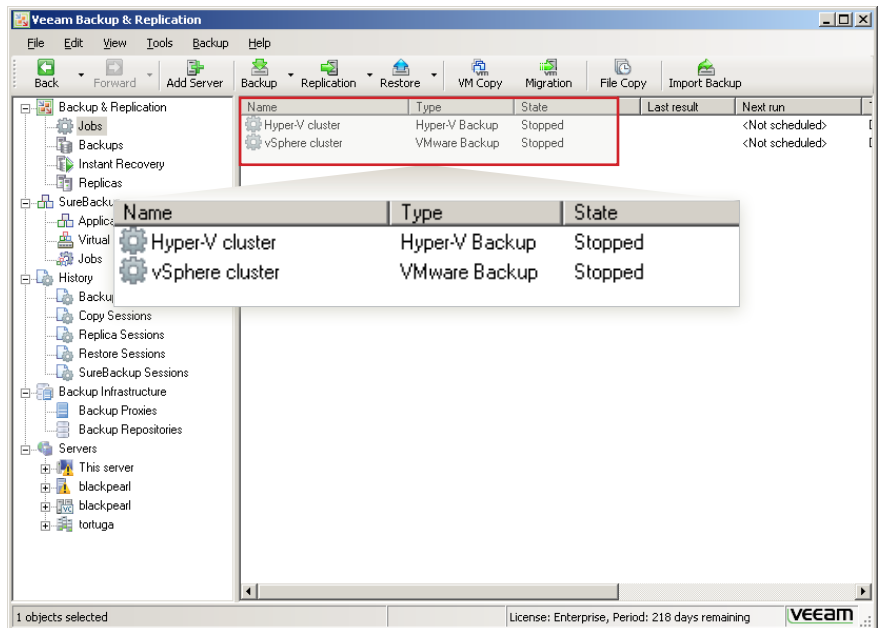 Veeam Backup & Replication
File Edit View Tools Backup Help
Back Forward Add Server Backup Replication Restore VM Copy Migration File Copy Import Backup
Backup & Replication
Jobs
Backups
Instant Recovery
Replicas
SureBacku
Applica
Virtual
Jobs
History
Backu
Copy Sessions
Replica Sessions
Restore Sessions
SureBackup Sessions
Backup Infrastructure
Backup Proxies
Backup Repositories
Servers
This server
blackpearl
blackpearl
tortuga
Name Type State Last result Next run
Hyper-V cluster Hyper-V Backup Stopped <Not scheduled>
vSphere cluster VMware Backup Stopped <Not scheduled>
Name Type State
Hyper-V cluster Hyper-V Backup Stopped
vSphere cluster VMware Backup Stopped
1 objects selected
License: Enterprise, Period: 218 days remaining
veeam